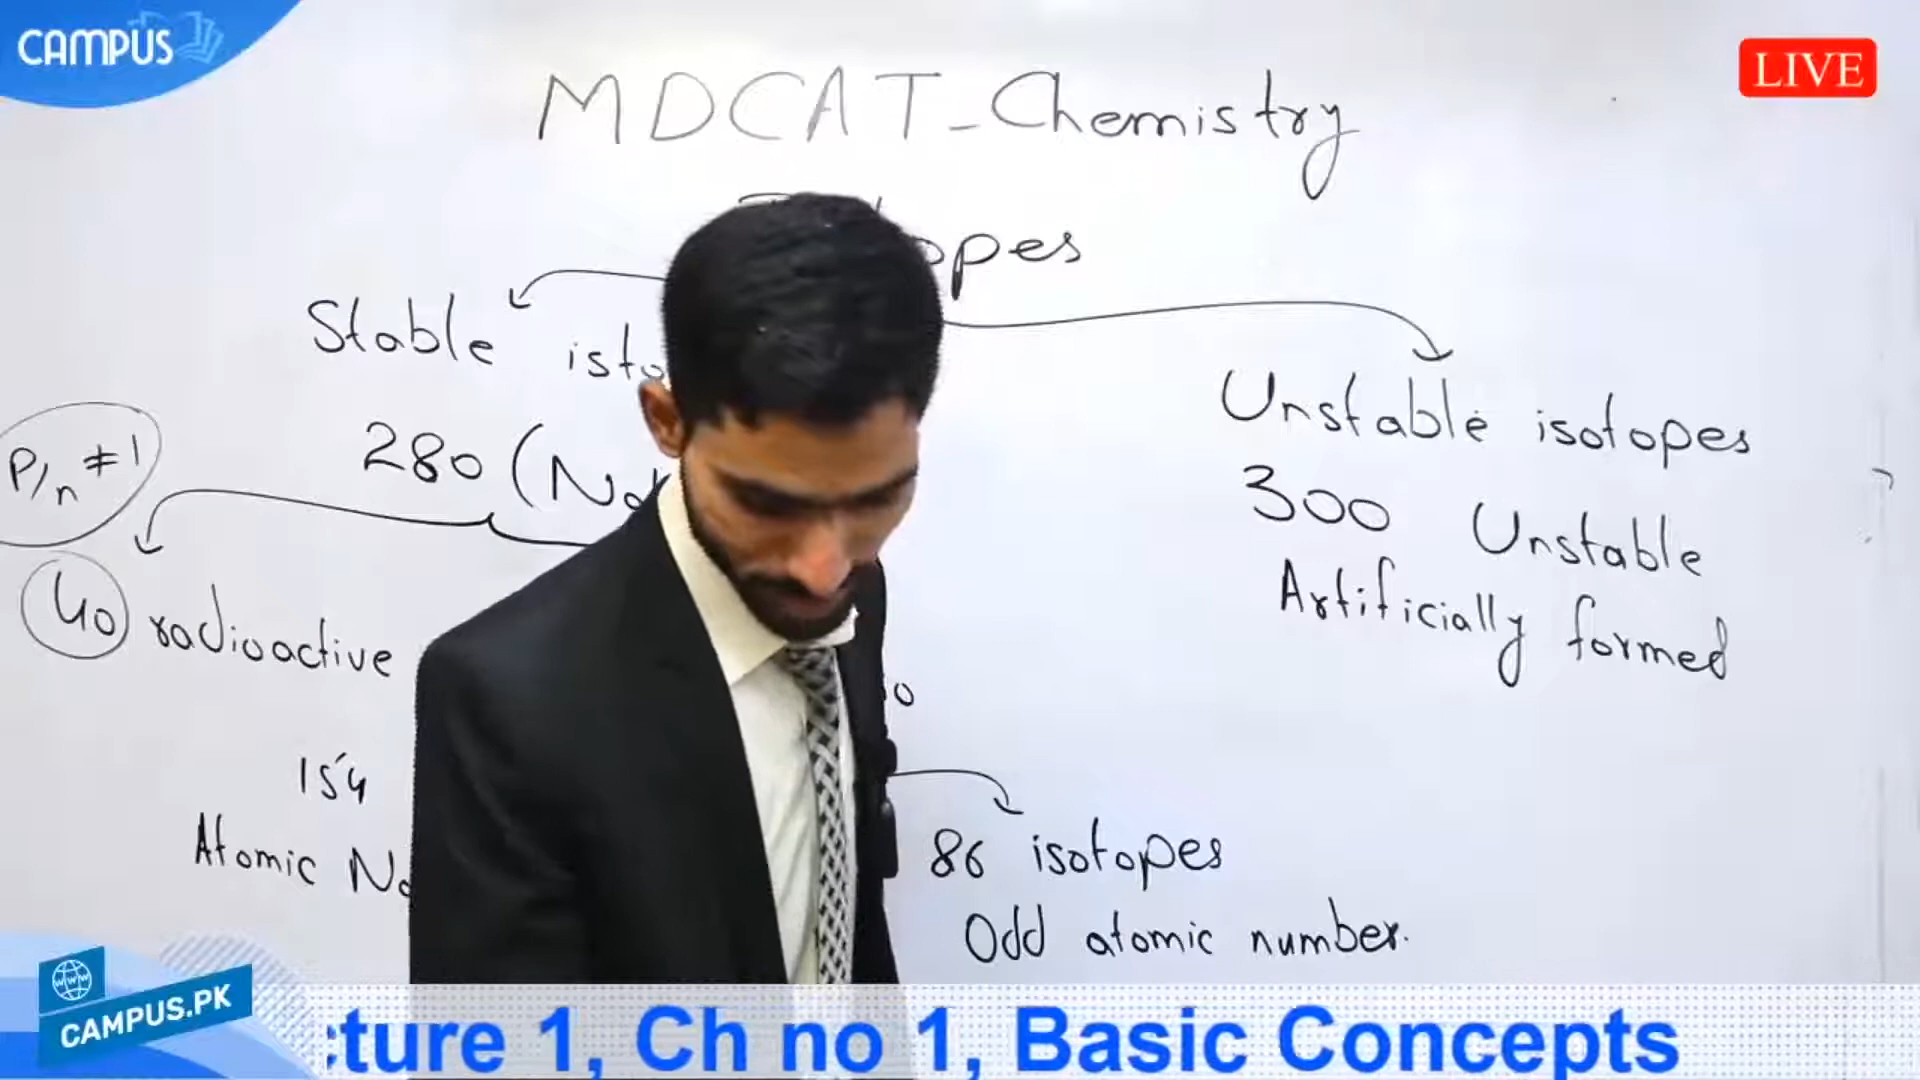 CAMPUS
LIVE
MDCAT-Chemistry
Stable
Unstable isotopes
P/n ≠ 1
280
300 Unstable
Artificially formed
40 radioactive
154
Atomic
86 isotopes
Odd atomic number.
www
CAMPUS.PK
1, Ch no 1, Basic Concepts